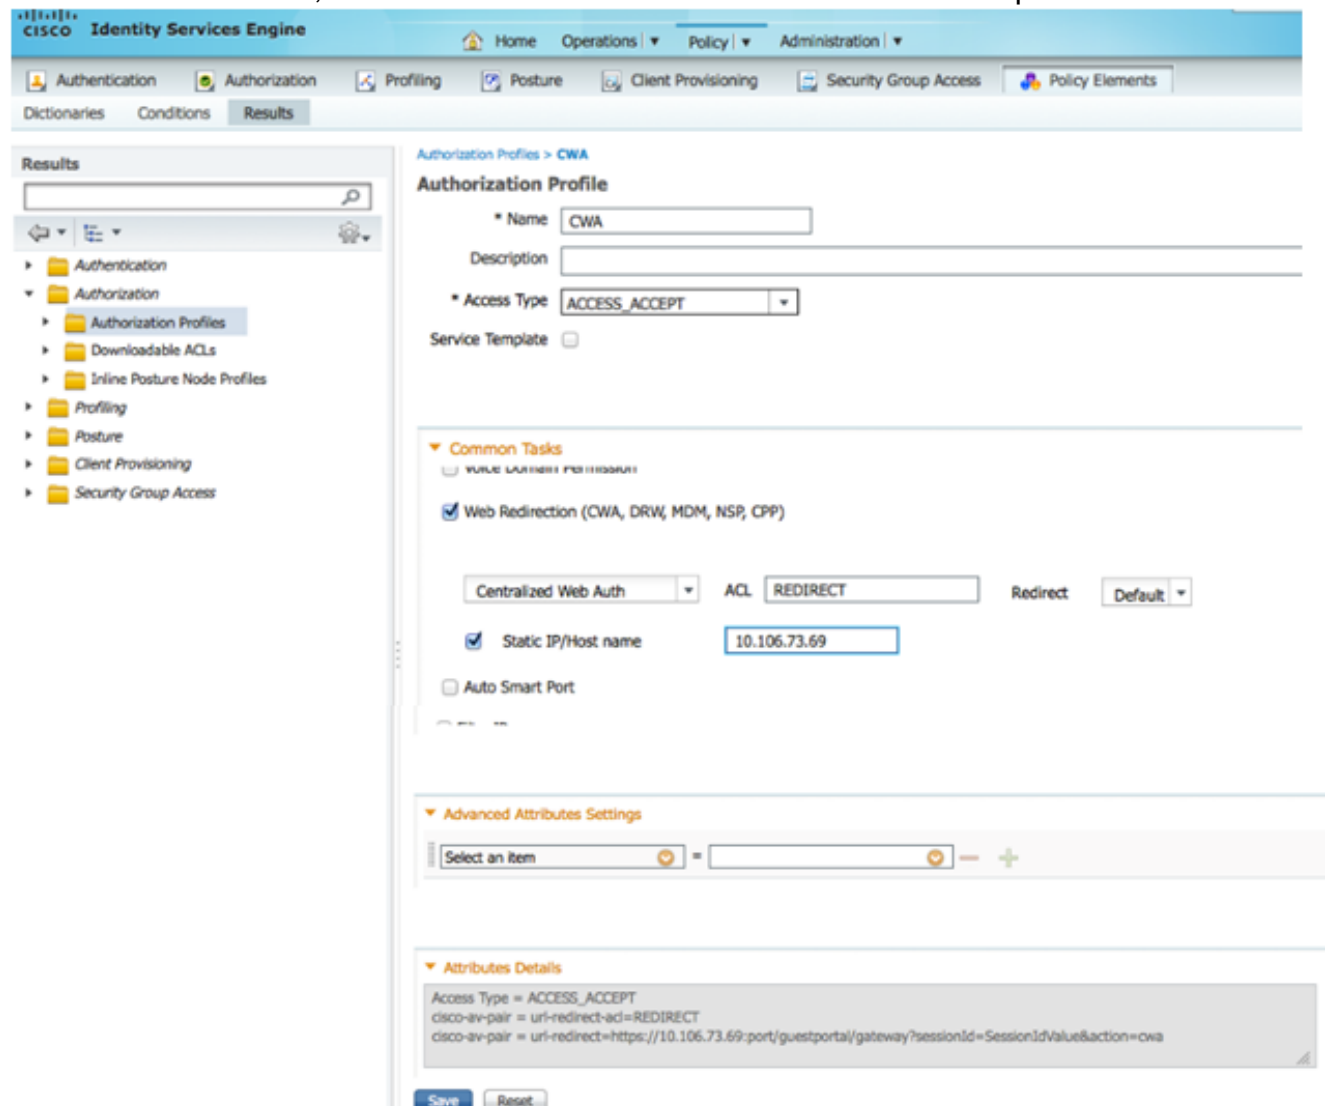 CISCO Identity Services Engine
Home Operations Policy Administration
Authentication Authorization Profiling Posture Client Provisioning Security Group Access Policy Elements
Dictionaries Conditions Results
Results
Authentication
Authorization
Authorization Profiles
Downloadable ACLs
Inline Posture Node Profiles
Profiling
Posture
Client Provisioning
Security Group Access
Authorization Profiles > CWA
Authorization Profile
* Name CWA
Description
* Access Type ACCESS_ACCEPT
Service Template
Common Tasks
Voice Domain Permission
Web Redirection (CWA, DRW, MDM, NSP, CPP)
Centralized Web Auth ACL REDIRECT Redirect Default
Static IP/Host name 10.106.73.69
Auto Smart Port
Advanced Attributes Settings
Select an item =
Attributes Details
Access Type = ACCESS_ACCEPT
cisco-av-pair = url-redirect-acl=REDIRECT
cisco-av-pair = url-redirect=https://10.106.73.69:port/guestportal/gateway?sessionId=SessionIdValue&action=cwa
Save Reset